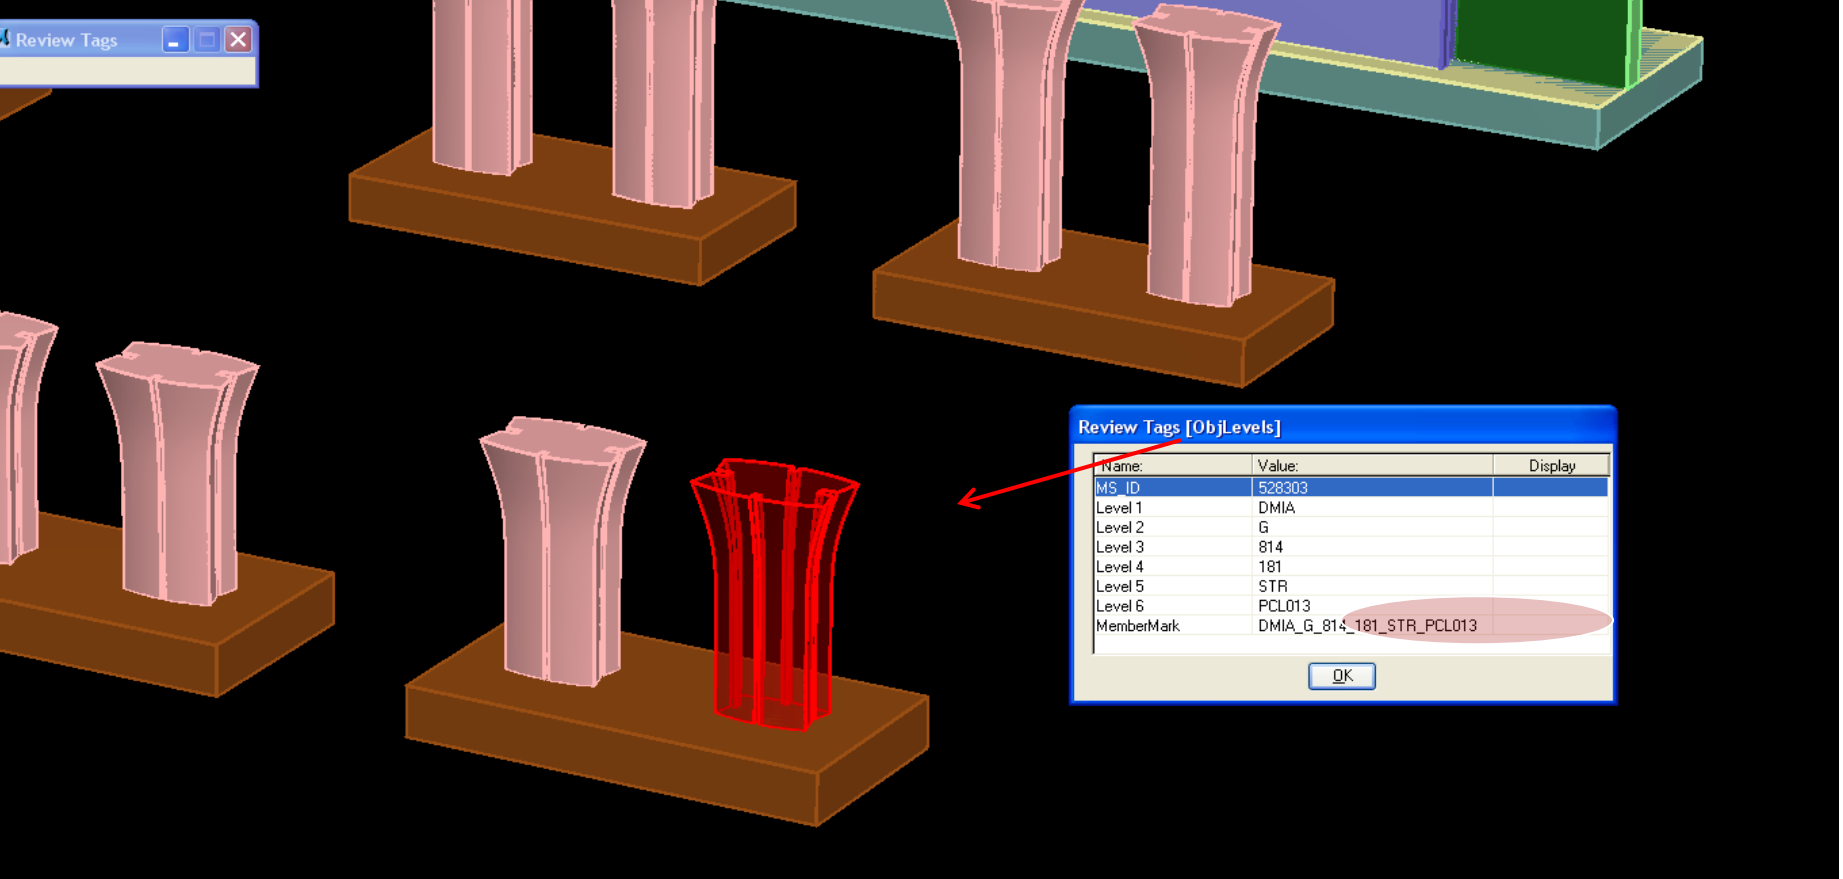 Review Tags
Review Tags [ObjLevels]
Name: Value: Display
MS_ID 528303
Level 1 DMIA
Level 2 G
Level 3 814
Level 4 181
Level 5 STR
Level 6 PCL013
MemberMark DMIA_G_814_181_STR_PCL013
OK